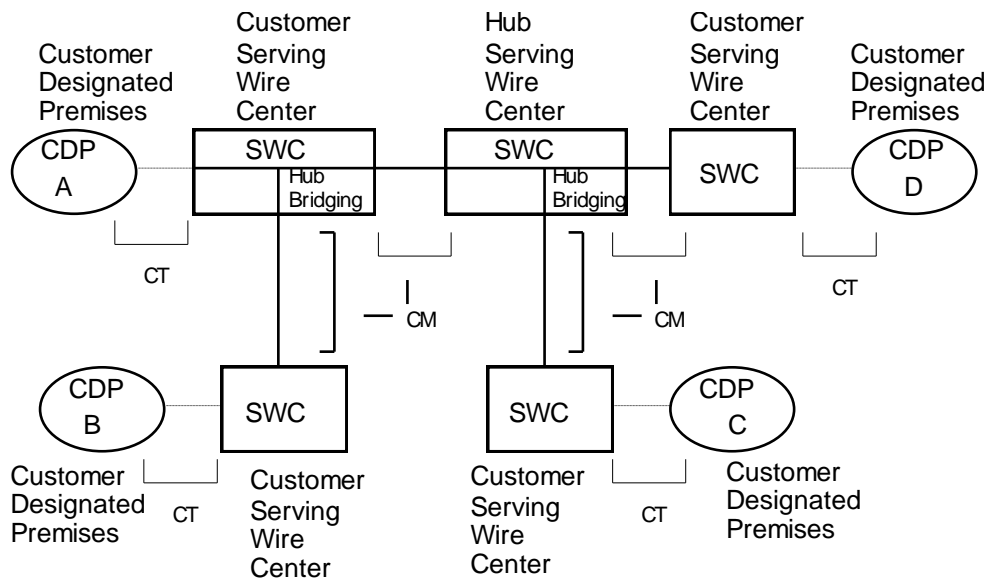 Customer
Serving
Wire
Center
Hub
Serving
Wire
Center
Customer
Serving
Wire
Center
Customer
Designated
Premises
Customer
Designated
Premises
CDP
A
SWC
Hub
Bridging
SWC
Hub
Bridging
SWC
CDP
D
CT
CM
CM
CT
CDP
B
SWC
SWC
CDP
C
Customer
Designated
Premises
CT
Customer
Serving
Wire
Center
Customer
Serving
Wire
Center
CT
Customer
Designated
Premises